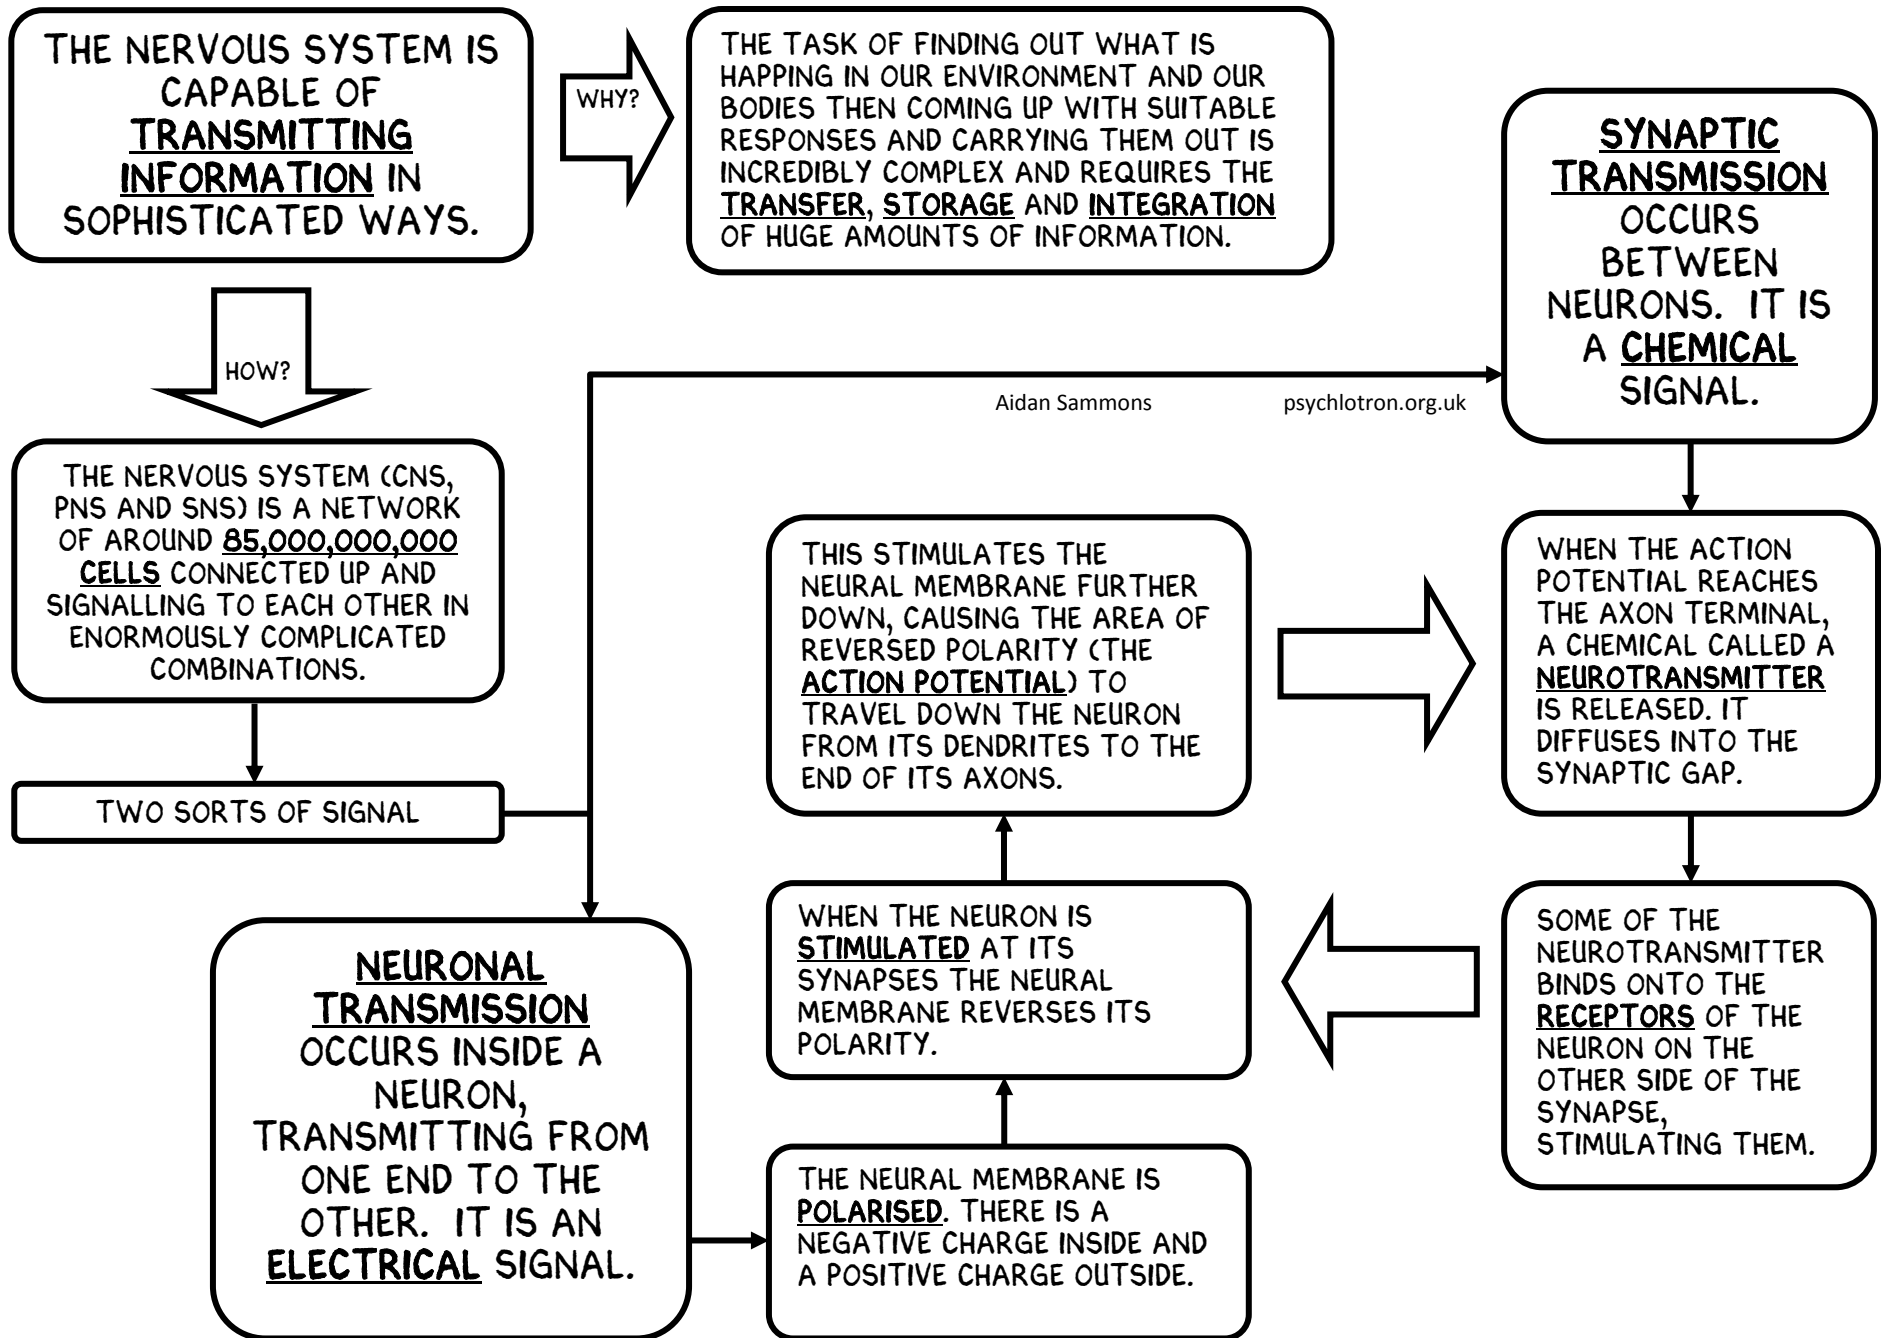 THE NERVOUS SYSTEM IS
CAPABLE OF
TRANSMITTING
INFORMATION IN
SOPHISTICATED WAYS.
WHY?
THE TASK OF FINDING OUT WHAT IS
HAPPING IN OUR ENVIRONMENT AND OUR
BODIES THEN COMING UP WITH SUITABLE
RESPONSES AND CARRYING THEM OUT IS
INCREDIBLY COMPLEX AND REQUIRES THE
TRANSFER, STORAGE AND INTEGRATION
OF HUGE AMOUNTS OF INFORMATION.
HOW?
THE NERVOUS SYSTEM (CNS,
PNS AND SNS) IS A NETWORK
OF AROUND 85,000,000,000
CELLS CONNECTED UP AND
SIGNALLING TO EACH OTHER IN
ENORMOUSLY COMPLICATED
COMBINATIONS.
TWO SORTS OF SIGNAL
NEURONAL
TRANSMISSION
OCCURS INSIDE A
NEURON,
TRANSMITTING FROM
ONE END TO THE
OTHER. IT IS AN
ELECTRICAL SIGNAL.
THE NEURAL MEMBRANE IS
POLARISED. THERE IS A
NEGATIVE CHARGE INSIDE AND
A POSITIVE CHARGE OUTSIDE.
WHEN THE NEURON IS
STIMULATED AT ITS
SYNAPSES THE NEURAL
MEMBRANE REVERSES ITS
POLARITY.
THIS STIMULATES THE
NEURAL MEMBRANE FURTHER
DOWN, CAUSING THE AREA OF
REVERSED POLARITY (THE
ACTION POTENTIAL) TO
TRAVEL DOWN THE NEURON
FROM ITS DENDRITES TO THE
END OF ITS AXONS.
Aidan Sammons psychlotron.org.uk
SYNAPTIC
TRANSMISSION
OCCURS
BETWEEN
NEURONS. IT IS
A CHEMICAL
SIGNAL.
WHEN THE ACTION
POTENTIAL REACHES
THE AXON TERMINAL,
A CHEMICAL CALLED A
NEUROTRANSMITTER
IS RELEASED. IT
DIFFUSES INTO THE
SYNAPTIC GAP.
SOME OF THE
NEUROTRANSMITTER
BINDS ONTO THE
RECEPTORS OF THE
NEURON ON THE
OTHER SIDE OF THE
SYNAPSE,
STIMULATING THEM.